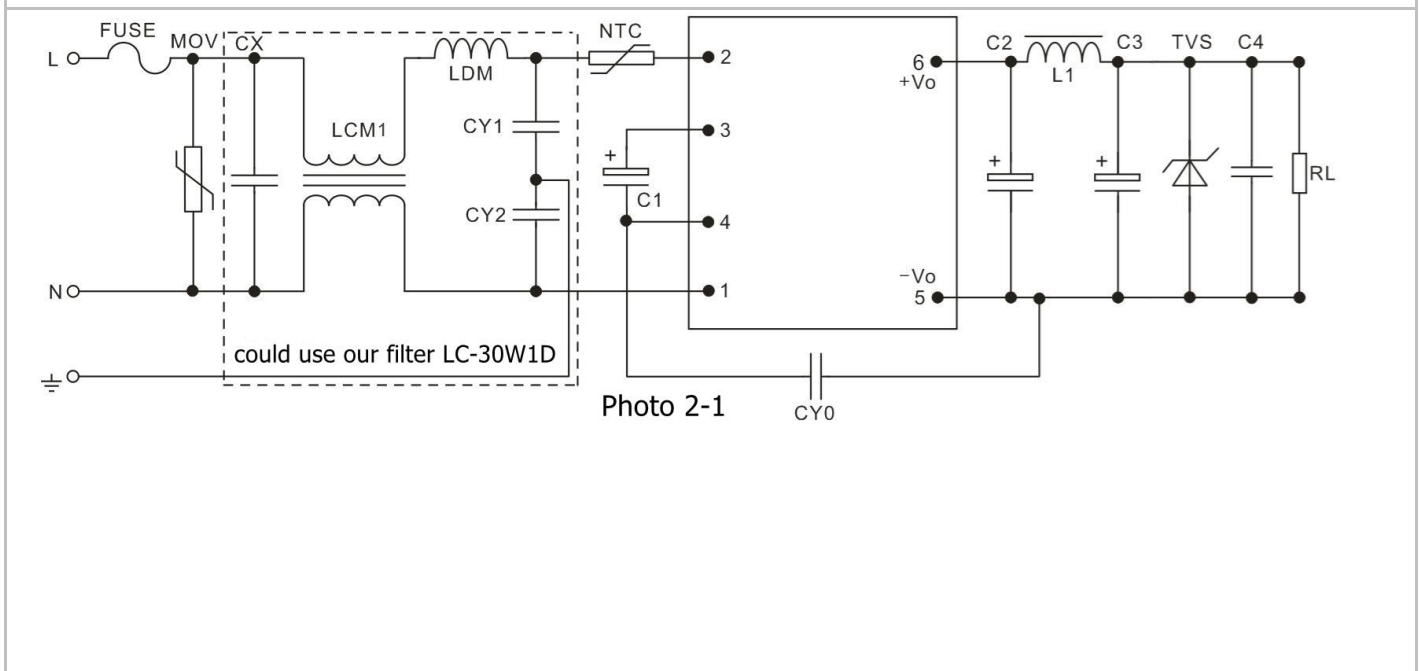 FUSE
MOV
CX
NTC
L
LDM
2
C2
C3
TVS
C4
6
+Vo
L1
LCM1
CY1
3
+
C1
+
+
RL
CY2
4
−Vo
N
1
5
could use our filter LC-30W1D
Photo 2-1
CY0